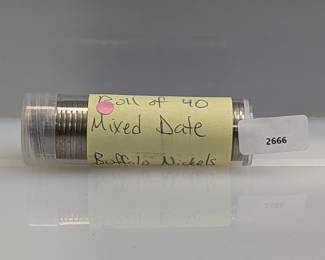 Roll of 40
Mixed Date
Buffalo Nickels
2666